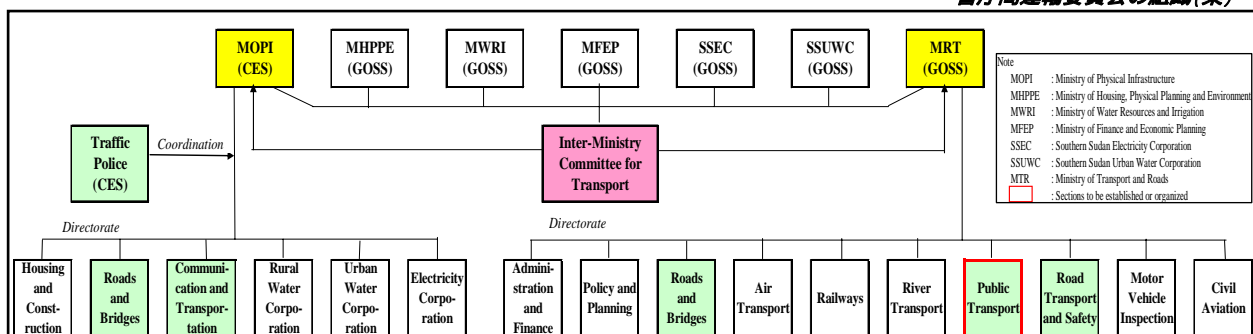 省庁間運輸委員会の組織(案)
MOPI
(CES)
MHPPE
(GOSS)
MWRI
(GOSS)
MFEP
(GOSS)
SSEC
(GOSS)
SSUWC
(GOSS)
MRT
(GOSS)
Note
MOPI : Ministry of Physical Infrastructure
MHPPE : Ministry of Housing, Physical Planning and Environment
MWRI : Ministry of Water Resources and Irrigation
MFEP : Ministry of Finance and Economic Planning
SSEC : Southern Sudan Electricity Corporation
SSUWC : Southern Sudan Urban Water Corporation
MTR : Ministry of Transport and Roads
: Sections to be established or organized
Traffic
Police
(CES)
Coordination
Inter-Ministry
Committee for
Transport
Directorate
Directorate
Housing
and
Const-
ruction
Roads
and
Bridges
Communi-
cation and
Transpor-
tation
Rural
Water
Corpo-
ration
Urban
Water
Corpo-
ration
Electricity
Corpo-
ration
Admini-
stration
and
Finance
Policy and
Planning
Roads
and
Bridges
Air
Transport
Railways
River
Transport
Public
Transport
Road
Transport
and Safety
Motor
Vehicle
Inspection
Civil
Aviation